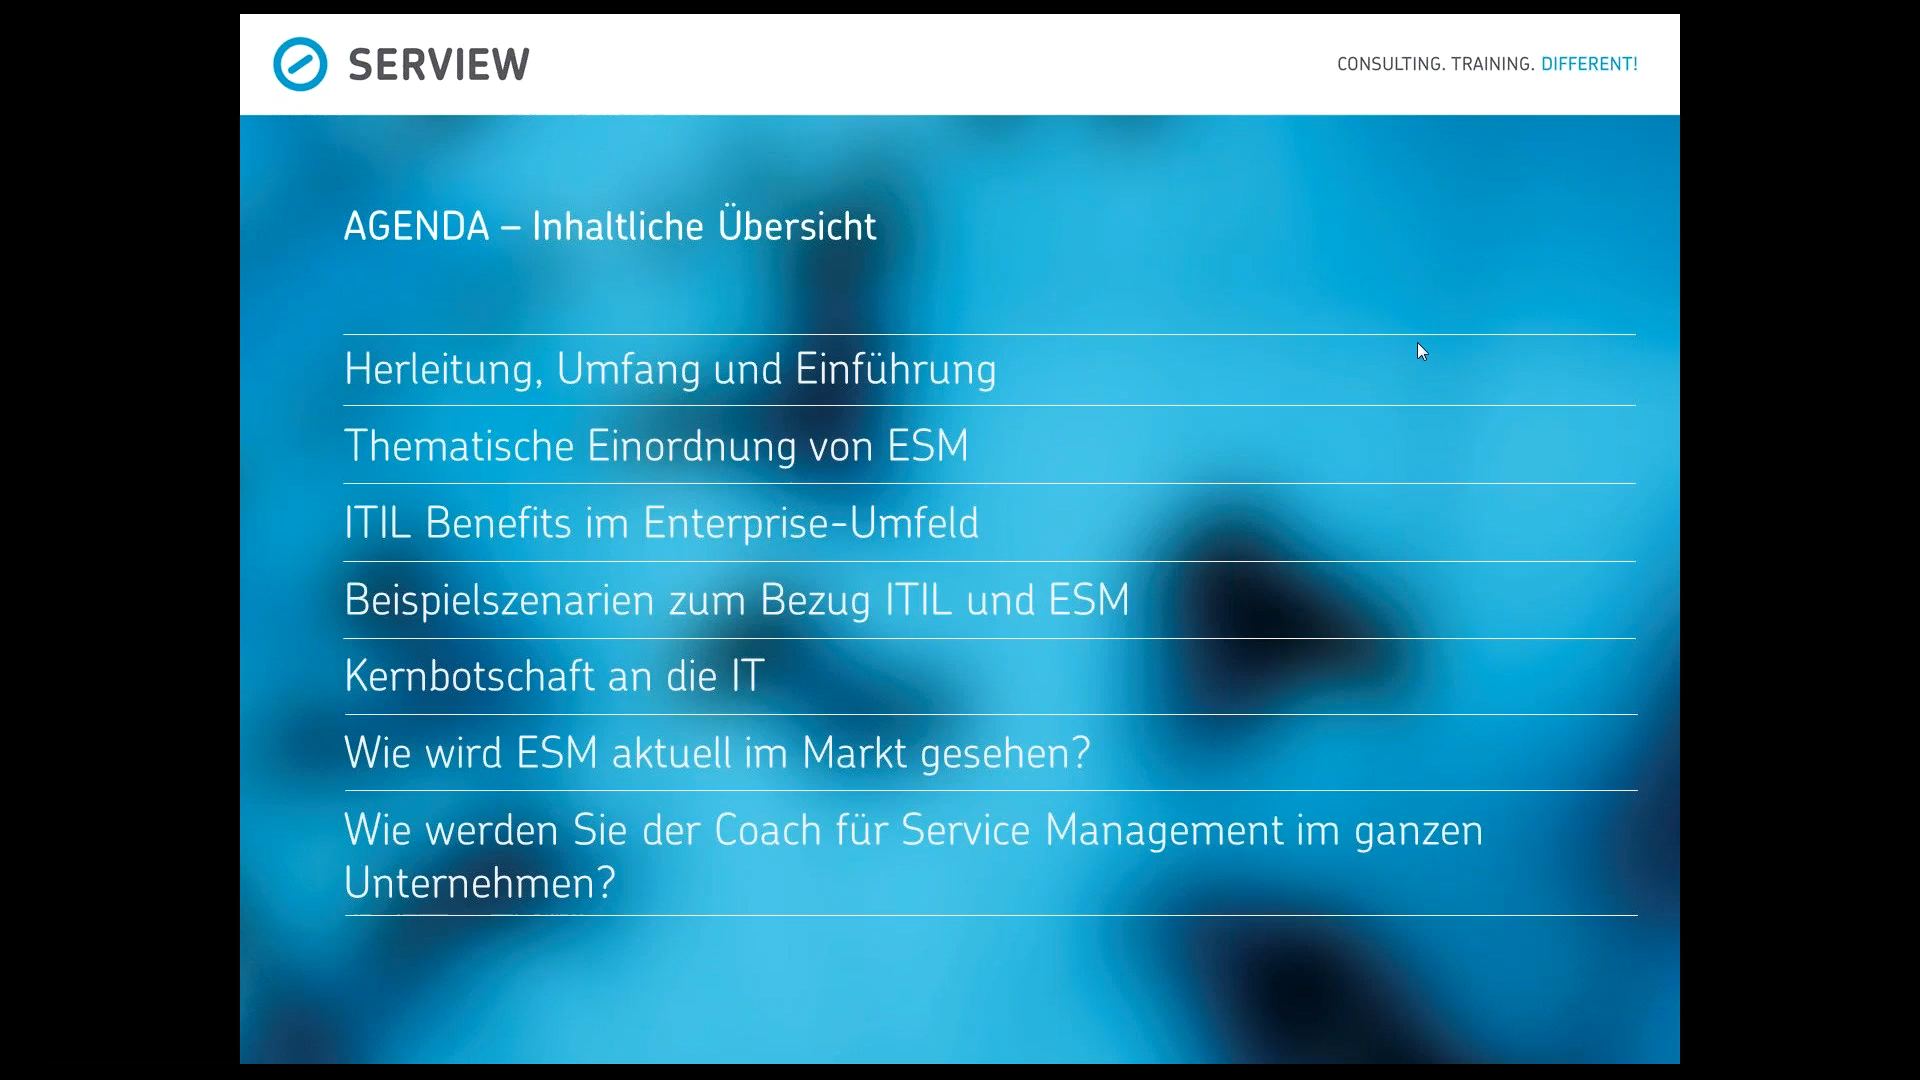 SERVIEW
CONSULTING. TRAINING. DIFFERENT!
AGENDA – Inhaltliche Übersicht
Herleitung, Umfang und Einführung
Thematische Einordnung von ESM
ITIL Benefits im Enterprise-Umfeld
Beispielszenarien zum Bezug ITIL und ESM
Kernbotschaft an die IT
Wie wird ESM aktuell im Markt gesehen?
Wie werden Sie der Coach für Service Management im ganzen
Unternehmen?